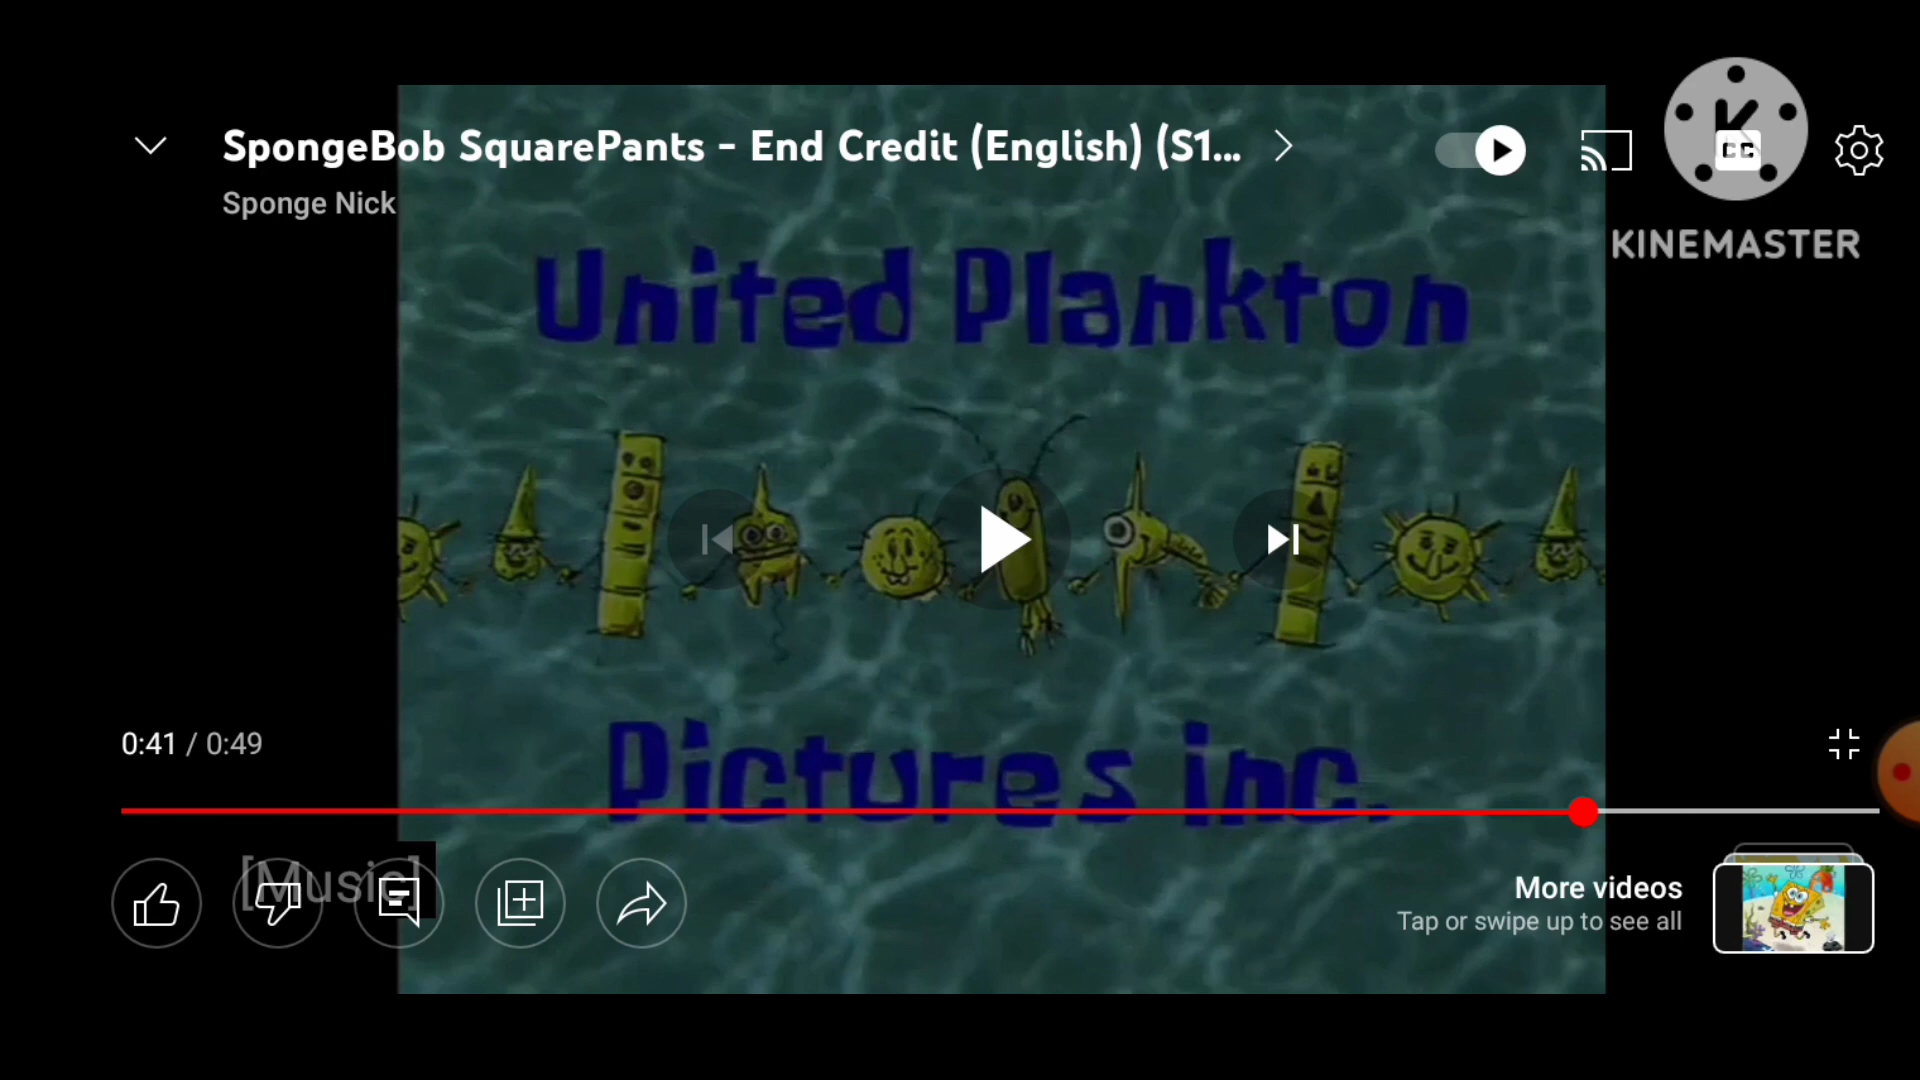 SpongeBob SquarePants - End Credit (English) (S1...
Sponge Nick
CC
K
KINEMASTER
United Plankton
Pictures inc.
0:41 / 0:49
[Music]
More videos
Tap or swipe up to see all